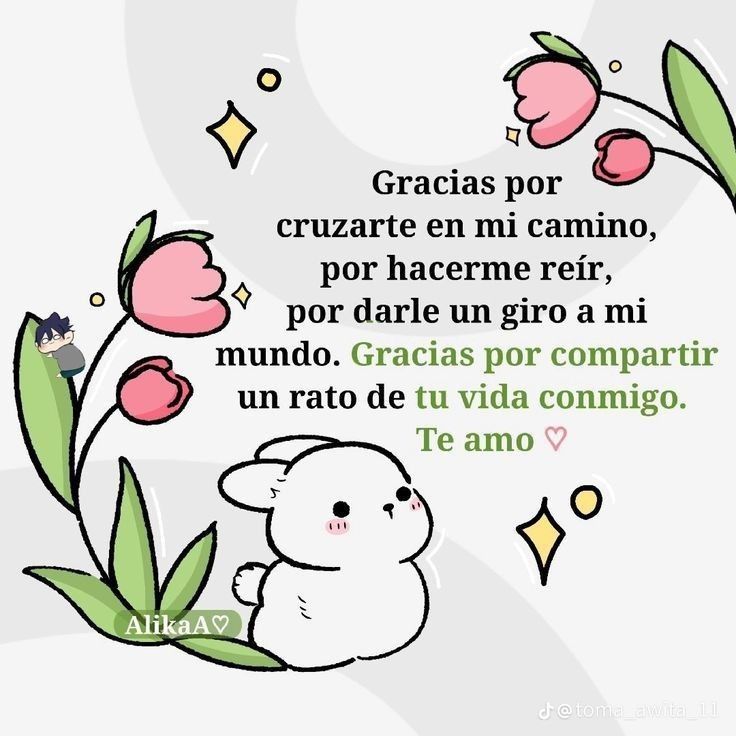 Gracias por
cruzarte en mi camino,
por hacerme reír,
por darle un giro a mi
mundo. Gracias por compartir
un rato de tu vida conmigo.
Te amo ♡
AlikaA♡
@toma_awita_11